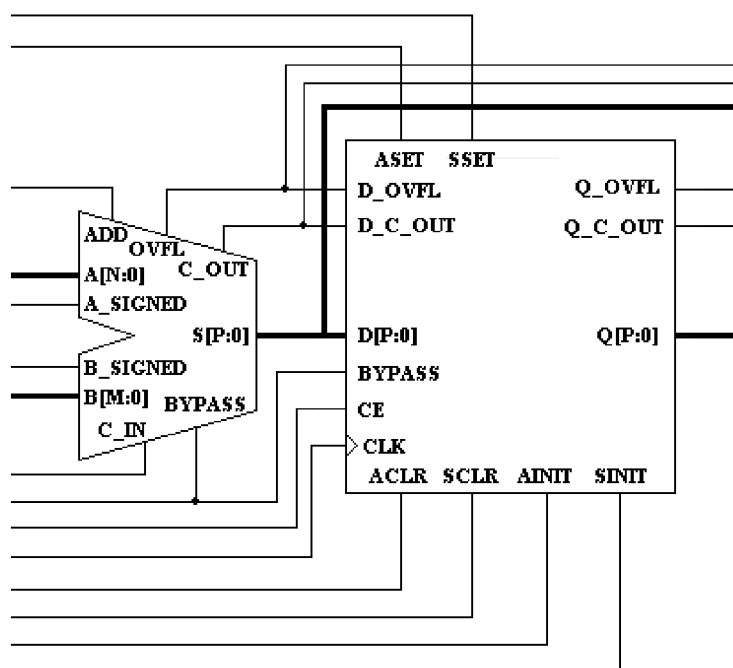 ASET SSET
D_OVFL Q_OVFL
D_C_OUT Q_C_OUT
ADD
OVFL
C_OUT
A[N:0]
A_SIGNED
S[P:0] D[P:0] Q[P:0]
B_SIGNED
BYPASS
B[M:0]
BYPASS
CE
C_IN
CLK
ACLR SCLR AINIT SINIT